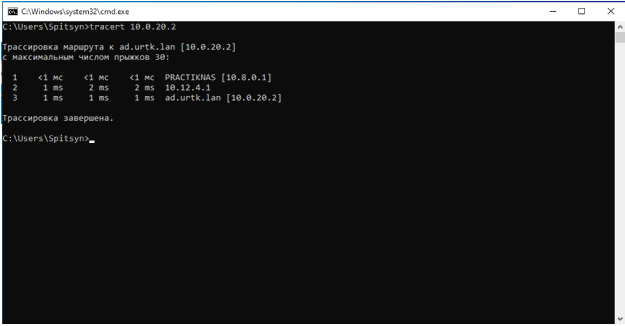 C:\Windows\system32\cmd.exe
C:\Users\Spitsyn>tracert 10.0.20.2
Трассировка маршрута к ad.urtk.lan [10.0.20.2]
с максимальным числом прыжков 30:
1 <1 мс <1 мс <1 мс PRACTIKNAS [10.8.0.1]
2 1 ms 2 ms 2 ms 10.12.4.1
3 1 ms 1 ms 1 ms ad.urtk.lan [10.0.20.2]
Трассировка завершена.
C:\Users\Spitsyn>